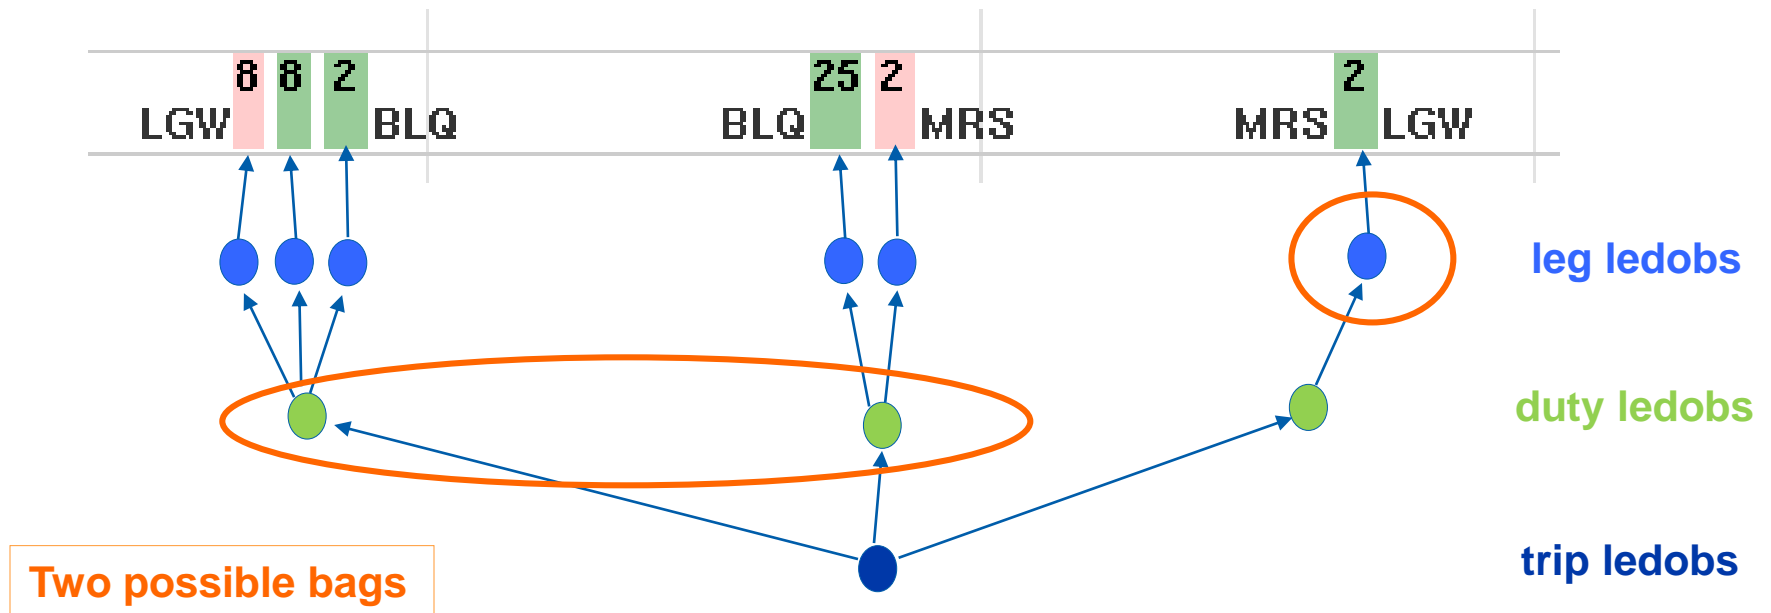 8 8 2 25 2 2
LGW BLQ BLQ MRS MRS LGW
leg ledobs
duty ledobs
trip ledobs
Two possible bags